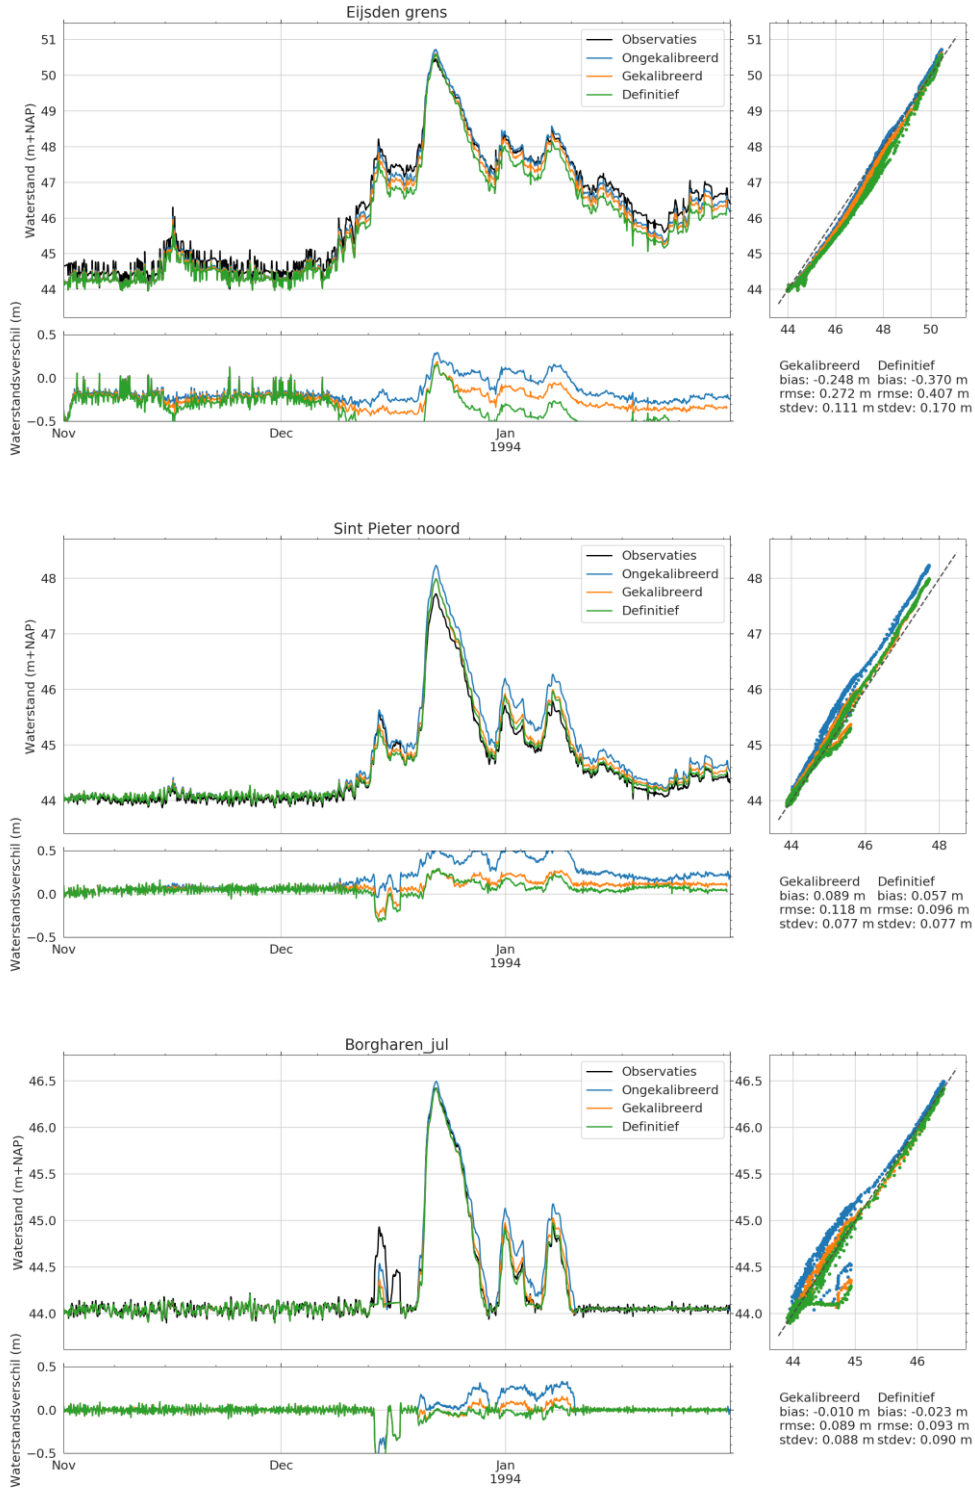 Eijsden grens
Waterstand (m+NAP)
51
50
49
48
47
46
45
44
Observaties
Ongekalibreerd
Gekalibreerd
Definitief
51
50
49
48
47
46
45
44
44 46 48 50
Waterstandsverschil (m)
0.5
0.0
−0.5
Nov Dec Jan
1994
Gekalibreerd Definitief
bias: -0.248 m bias: -0.370 m
rmse: 0.272 m rmse: 0.407 m
stdev: 0.111 m stdev: 0.170 m
Sint Pieter noord
Waterstand (m+NAP)
48
47
46
45
44
Observaties
Ongekalibreerd
Gekalibreerd
Definitief
48
47
46
45
44
44 46 48
Waterstandsverschil (m)
0.5
0.0
−0.5
Nov Dec Jan
1994
Gekalibreerd Definitief
bias: 0.089 m bias: 0.057 m
rmse: 0.118 m rmse: 0.096 m
stdev: 0.077 m stdev: 0.077 m
Borgharen_jul
Waterstand (m+NAP)
46.5
46.0
45.5
45.0
44.5
44.0
Observaties
Ongekalibreerd
Gekalibreerd
Definitief
46.5
46.0
45.5
45.0
44.5
44.0
44 45 46
Waterstandsverschil (m)
0.5
0.0
−0.5
Nov Dec Jan
1994
Gekalibreerd Definitief
bias: -0.010 m bias: -0.023 m
rmse: 0.089 m rmse: 0.093 m
stdev: 0.088 m stdev: 0.090 m